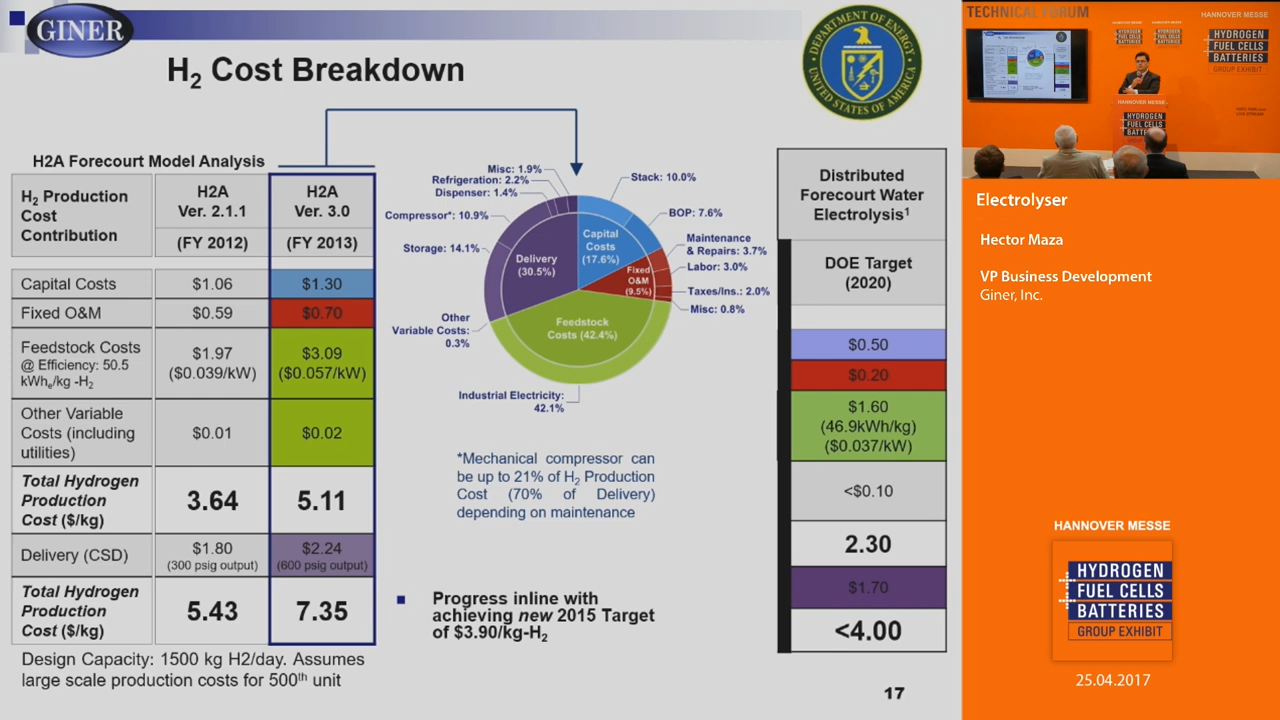 GINER
H2 Cost Breakdown
DEPARTMENT OF ENERGY
UNITED STATES OF AMERICA
H2A Forecourt Model Analysis
H2 Production
Cost
Contribution
H2A
Ver. 2.1.1
(FY 2012)
H2A
Ver. 3.0
(FY 2013)
Capital Costs
$1.06
$1.30
Fixed O&M
$0.59
$0.70
Feedstock Costs
@ Efficiency: 50.5
kWhe/kg -H2
$1.97
($0.039/kW)
$3.09
($0.057/kW)
Other Variable
Costs (including
utilities)
$0.01
$0.02
Total Hydrogen
Production
Cost ($/kg)
3.64
5.11
Delivery (CSD)
$1.80
(300 psig output)
$2.24
(600 psig output)
Total Hydrogen
Production
Cost ($/kg)
5.43
7.35
Design Capacity: 1500 kg H2/day. Assumes
large scale production costs for 500th unit
Misc: 1.9%
Refrigeration: 2.2%
Dispenser: 1.4%
Compressor*: 10.9%
Storage: 14.1%
Other
Variable Costs:
0.3%
Industrial Electricity:
42.1%
Stack: 10.0%
BOP: 7.6%
Maintenance
& Repairs: 3.7%
Labor: 3.0%
Taxes/Ins.: 2.0%
Misc: 0.8%
Capital
Costs
(17.6%)
Delivery
(30.5%)
Fixed
O&M
(9.5%)
Feedstock
Costs (42.4%)
*Mechanical compressor can
be up to 21% of H2 Production
Cost (70% of Delivery)
depending on maintenance
Progress inline with
achieving new 2015 Target
of $3.90/kg-H2
Distributed
Forecourt Water
Electrolysis1
DOE Target
(2020)
$0.50
$0.20
$1.60
(46.9kWh/kg)
($0.037/kW)
<$0.10
2.30
$1.70
<4.00
17
TECHNICAL FORUM
HANNOVER MESSE
HYDROGEN
FUEL CELLS
BATTERIES
GROUP EXHIBIT
HANNOVER MESSE
HYDROGEN
FUEL CELLS
Electrolyser
Hector Maza
VP Business Development
Giner, Inc.
HANNOVER MESSE
HYDROGEN
FUEL CELLS
BATTERIES
GROUP EXHIBIT
25.04.2017